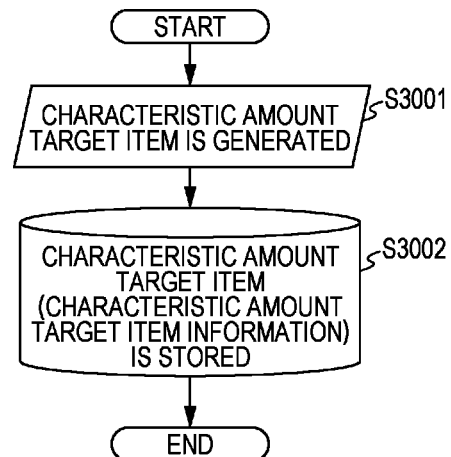 START
CHARACTERISTIC AMOUNT
TARGET ITEM IS GENERATED
S3001
CHARACTERISTIC AMOUNT
TARGET ITEM
(CHARACTERISTIC AMOUNT
TARGET ITEM INFORMATION)
IS STORED
S3002
END